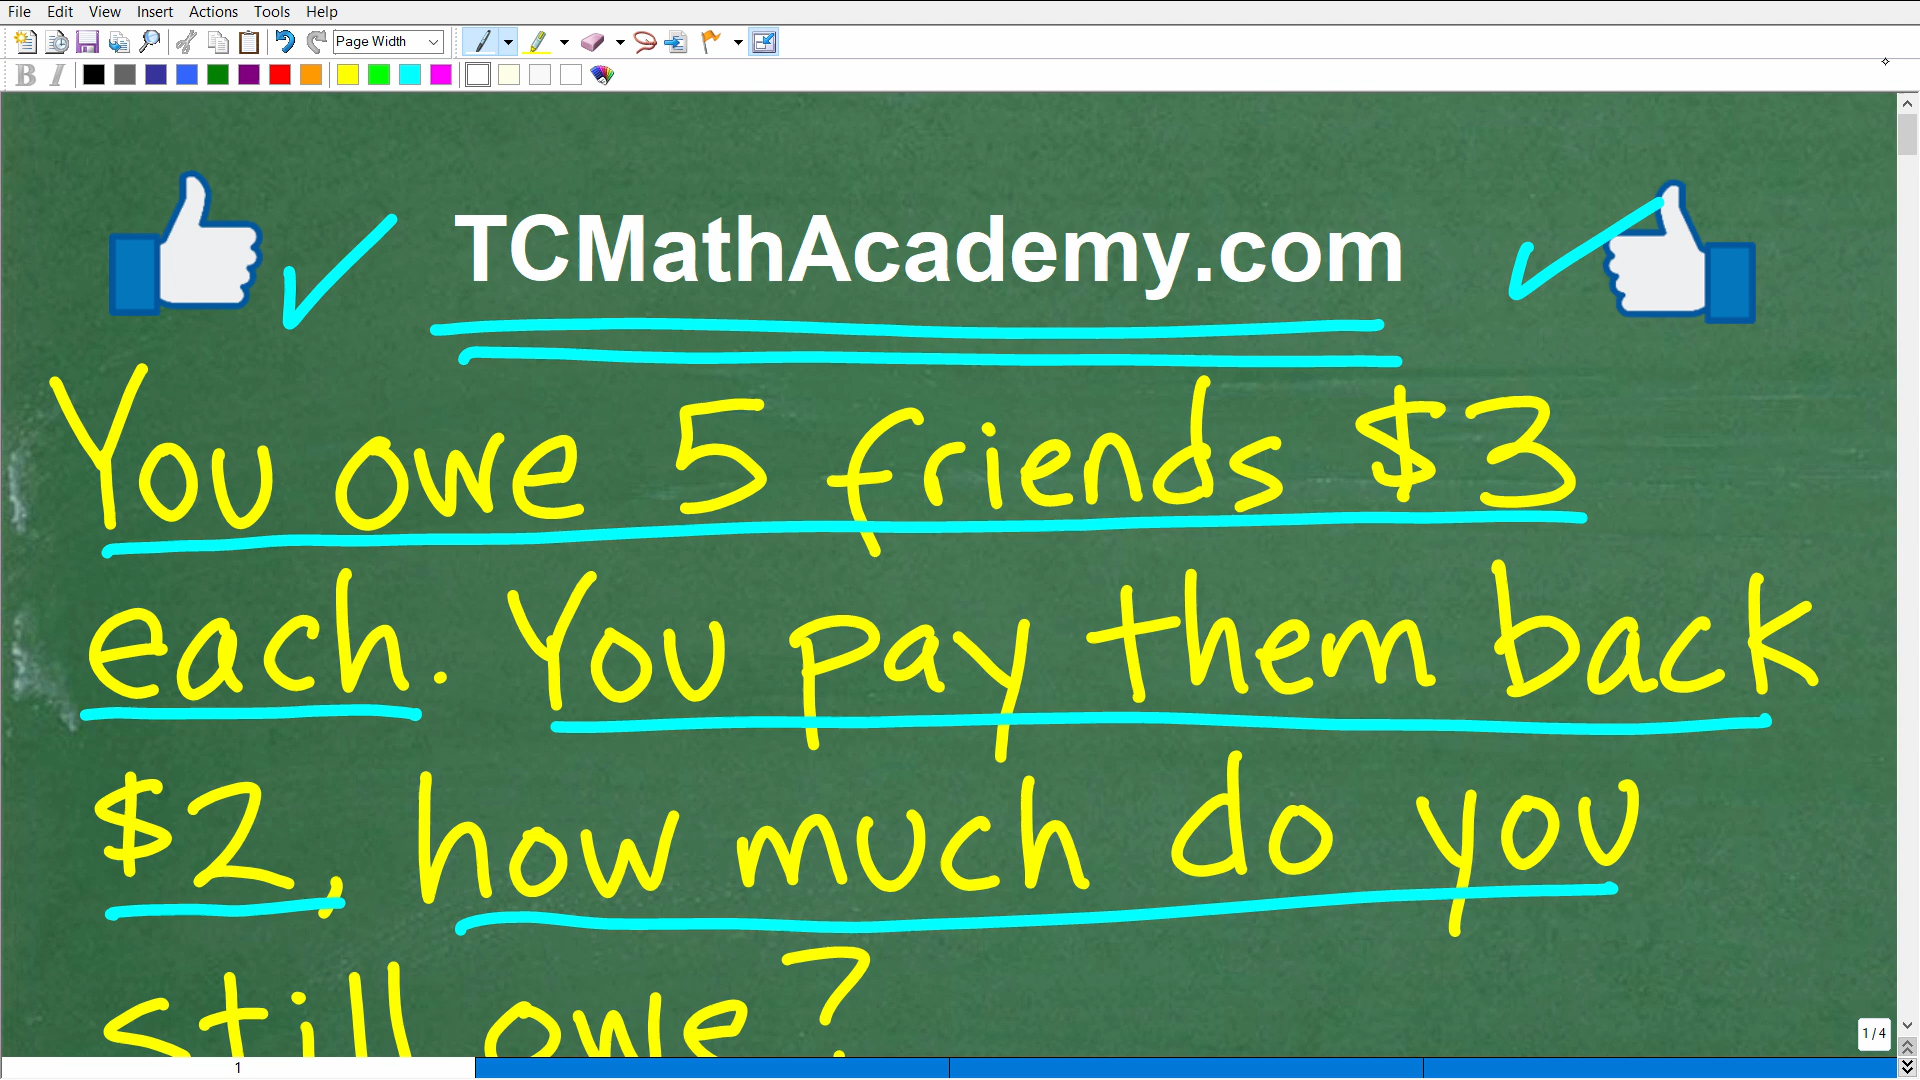 File Edit View Insert Actions Tools Help
Page Width
B I
TCMathAcademy.com
You owe 5 friends $3
each. You pay them back
$2, how much do you
still owe?
1 / 4
1